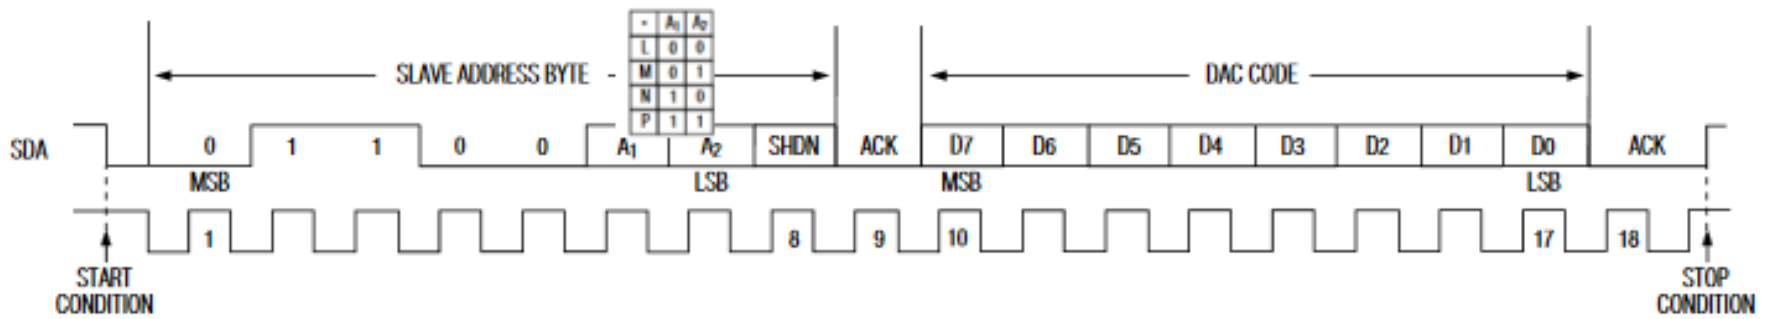 - A₁ A₂
L 0 0
M 0 1
N 1 0
P 1 1
SLAVE ADDRESS BYTE -
DAC CODE
SDA 0 1 1 0 0 A₁ A₂ SHDN ACK D7 D6 D5 D4 D3 D2 D1 D0 ACK
MSB LSB MSB LSB
1 8 9 10 17 18
START
CONDITION
STOP
CONDITION